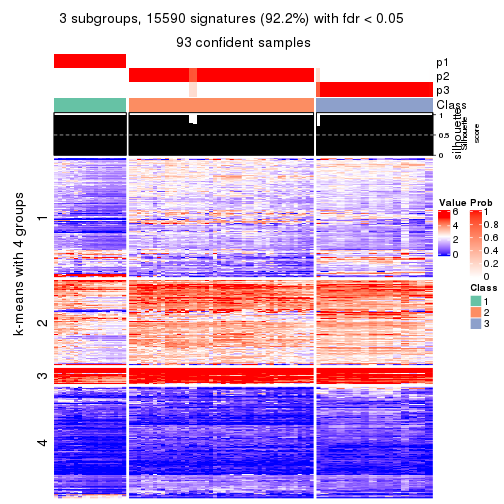 3 subgroups, 15590 signatures (92.2%) with fdr < 0.05
93 confident samples
p1
p2
p3
Class
silhouette
Silhouette
score
1
0.5
0
k-means with 4 groups
1
2
3
4
Value
6
4
2
0
Prob
1
0.8
0.6
0.4
0.2
0
Class
1
2
3